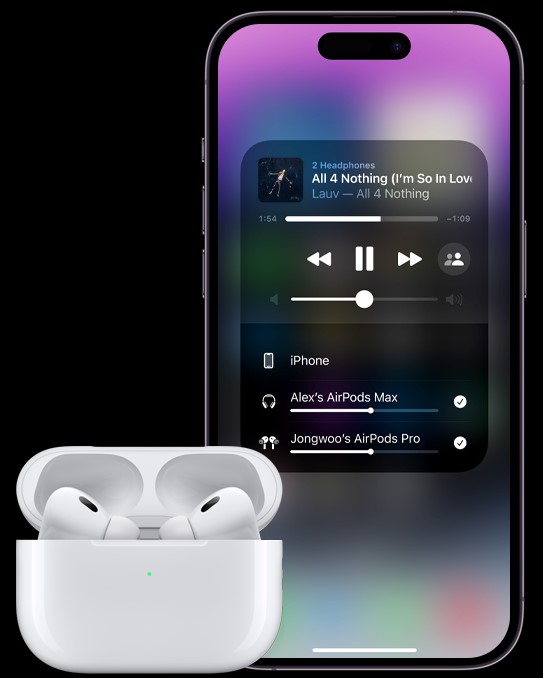 2 Headphones
All 4 Nothing (I'm So In Lov
Lauv — All 4 Nothing
1:54
-1:09
iPhone
Alex's AirPods Max
Jongwoo's AirPods Pro